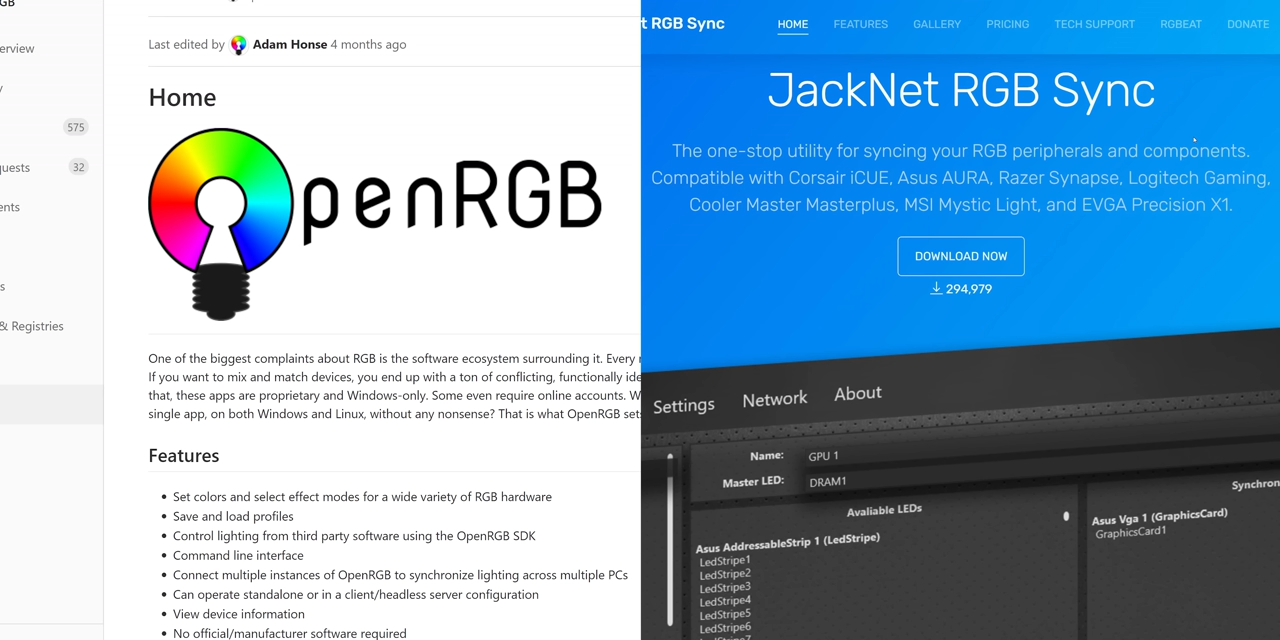 GB
erview
y
575
quests
32
ents
s
& Registries
Last edited by Adam Honse 4 months ago
Home
penRGB
One of the biggest complaints about RGB is the software ecosystem surrounding it. Every
If you want to mix and match devices, you end up with a ton of conflicting, functionally ide
that, these apps are proprietary and Windows-only. Some even require online accounts. W
single app, on both Windows and Linux, without any nonsense? That is what OpenRGB sets
Features
Set colors and select effect modes for a wide variety of RGB hardware
Save and load profiles
Control lighting from third party software using the OpenRGB SDK
Command line interface
Connect multiple instances of OpenRGB to synchronize lighting across multiple PCs
Can operate standalone or in a client/headless server configuration
View device information
No official/manufacturer software required
t RGB Sync
HOME FEATURES GALLERY PRICING TECH SUPPORT RGBEAT DONATE
JackNet RGB Sync
The one-stop utility for syncing your RGB peripherals and components.
Compatible with Corsair iCUE, Asus AURA, Razer Synapse, Logitech Gaming,
Cooler Master Masterplus, MSI Mystic Light, and EVGA Precision X1.
DOWNLOAD NOW
294,979
Settings Network About
Name: GPU 1
Master LED: DRAM1
Avaliable LEDs
Synchron
Asus AddressableStrip 1 (LedStripe)
LedStripe1
LedStripe2
LedStripe3
LedStripe4
LedStripe5
LedStripe6
Asus Vga 1 (GraphicsCard)
GraphicsCard1